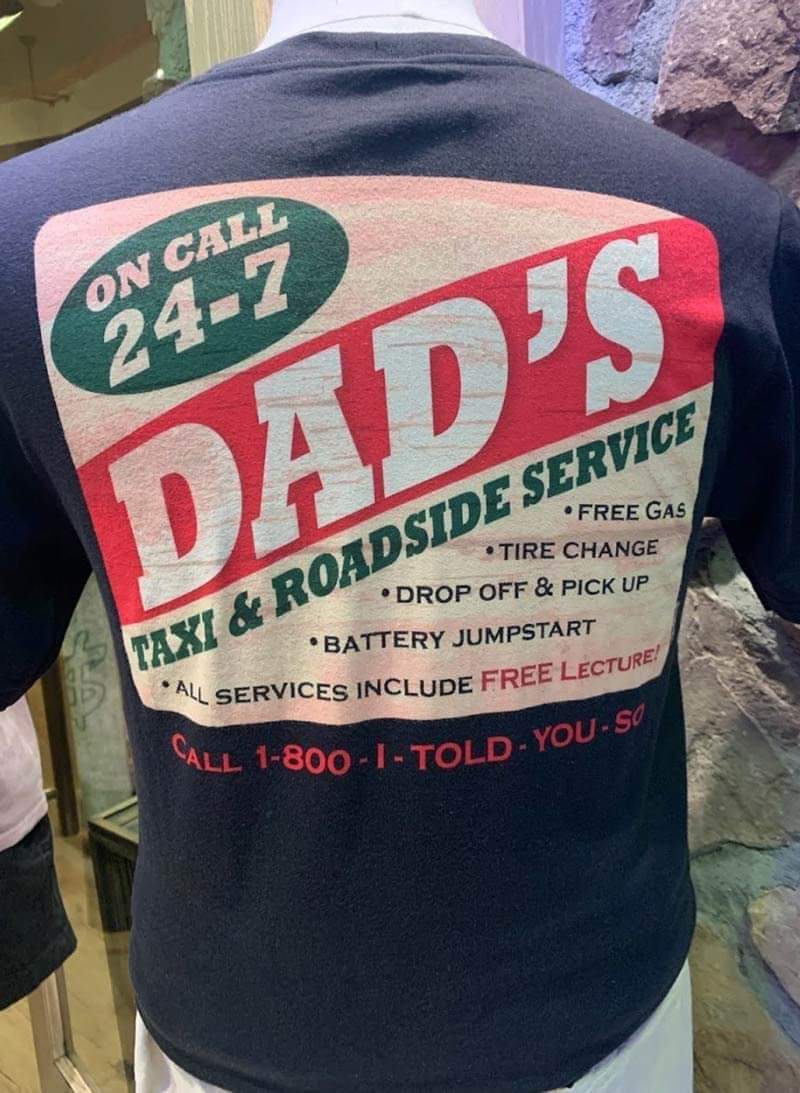 ON CALL
24-7
DAD'S
TAXI & ROADSIDE SERVICE
• FREE GAS
• TIRE CHANGE
• DROP OFF & PICK UP
• BATTERY JUMPSTART
• ALL SERVICES INCLUDE FREE LECTURE!
CALL 1-800-I-TOLD-YOU-SO